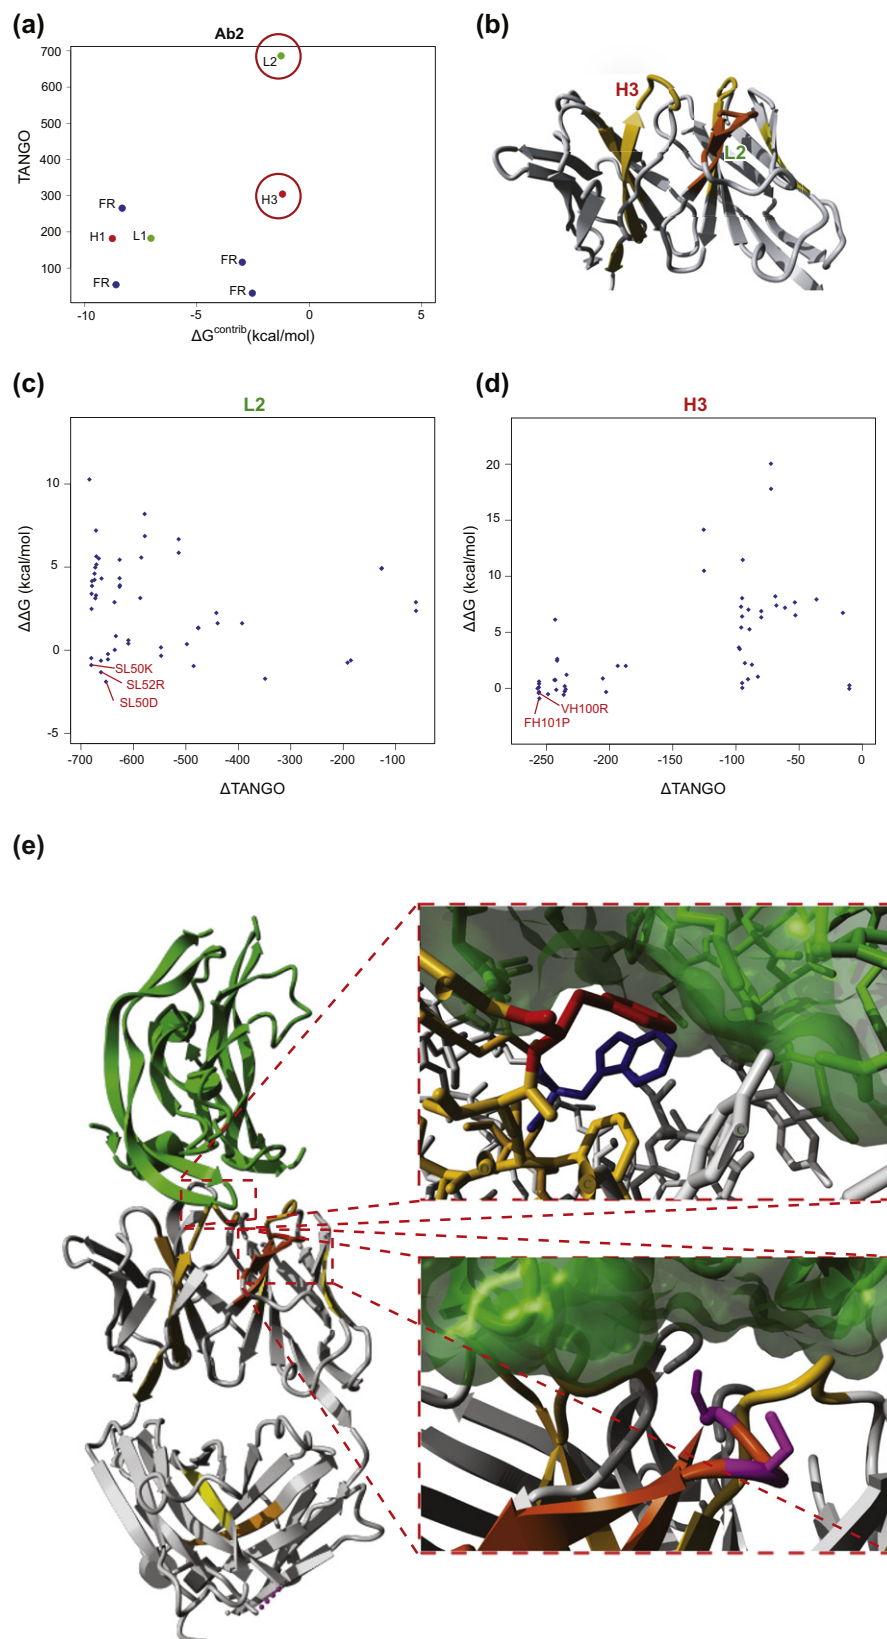 (a)
Ab2
TANGO
700
600
500
400
300
200
100
L2
H3
FR
H1
L1
FR
FR
FR
-10
-5
0
5
ΔG^contrib(kcal/mol)
(b)
H3
L2
(c)
L2
ΔΔG (kcal/mol)
10
5
0
-5
SL50K
SL52R
SL50D
-700
-600
-500
-400
-300
-200
-100
ΔTANGO
(d)
H3
ΔΔG (kcal/mol)
20
15
10
5
0
VH100R
FH101P
-250
-200
-150
-100
-50
0
ΔTANGO
(e)